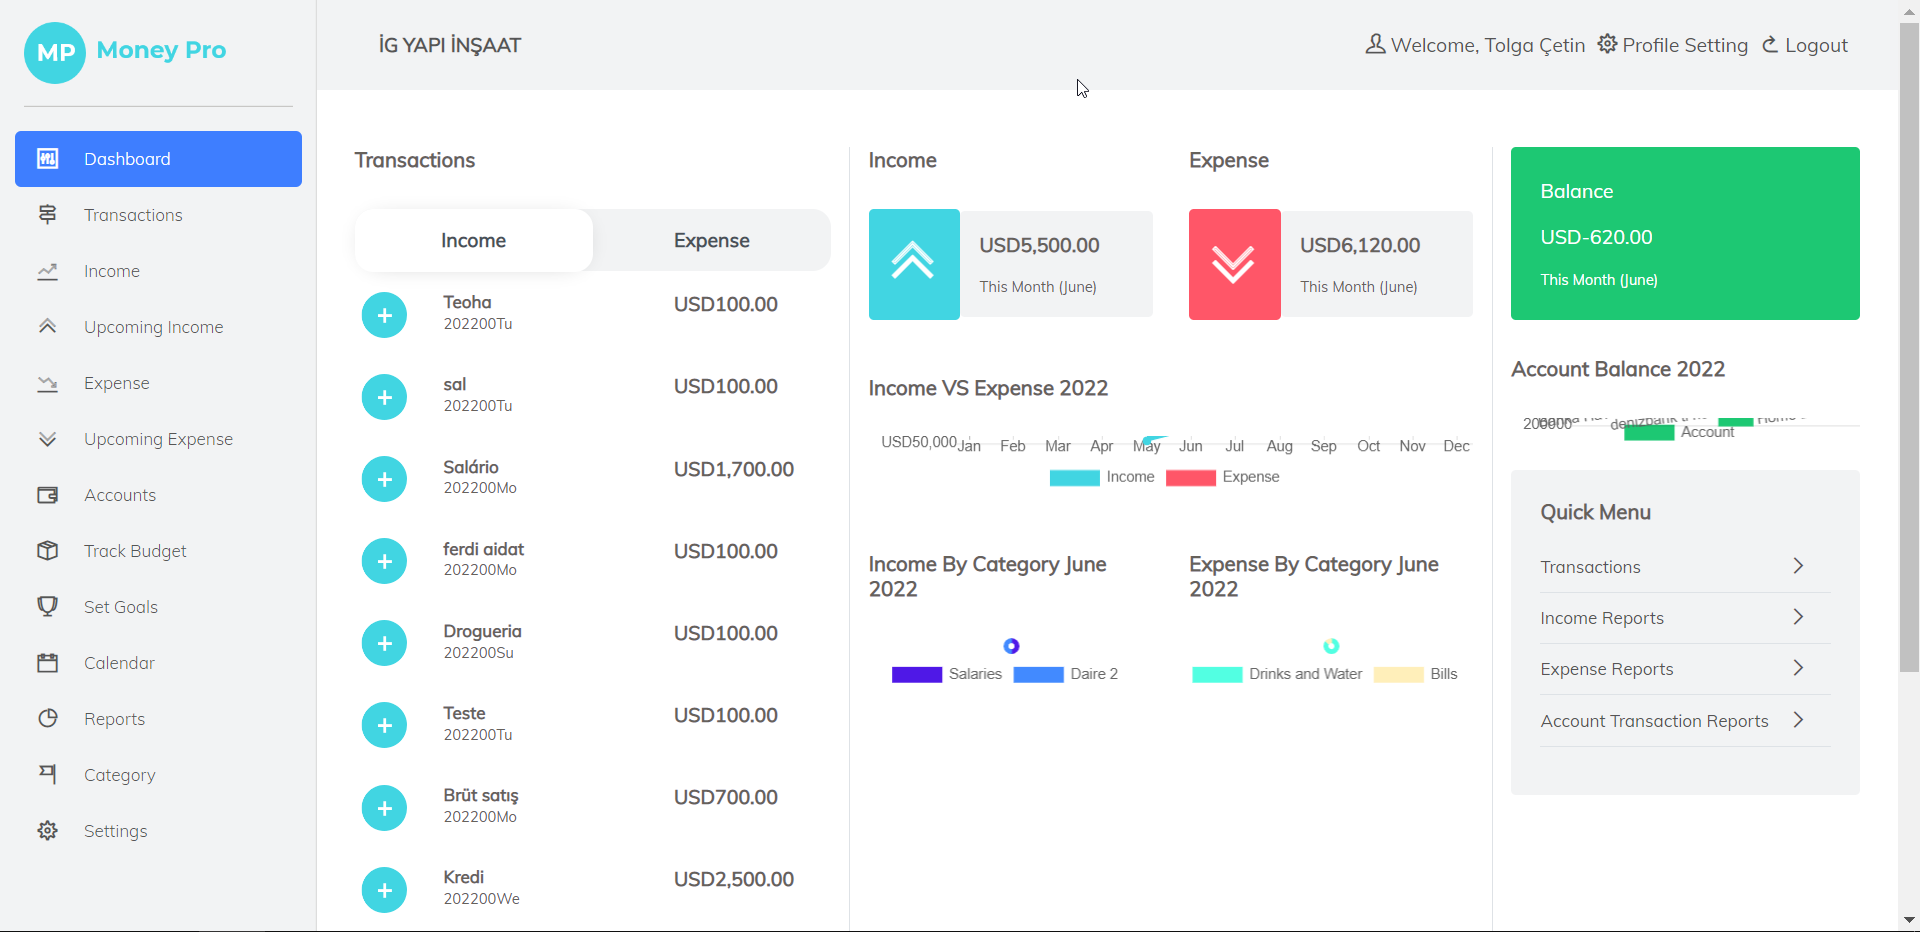 MP Money Pro
Dashboard
Transactions
Income
Upcoming Income
Expense
Upcoming Expense
Accounts
Track Budget
Set Goals
Calendar
Reports
Category
Settings
İG YAPI İNŞAAT
Welcome, Tolga Çetin Profile Setting Logout
Transactions
Income Expense
Teoha USD100.00
202200Tu
sal USD100.00
202200Tu
Salário USD1,700.00
202200Mo
ferdi aidat USD100.00
202200Mo
Drogueria USD100.00
202200Su
Teste USD100.00
202200Tu
Brüt satış USD700.00
202200Mo
Kredi USD2,500.00
202200We
Income
USD5,500.00
This Month (June)
Expense
USD6,120.00
This Month (June)
Income VS Expense 2022
USD50,000 Jan Feb Mar Apr May Jun Jul Aug Sep Oct Nov Dec
Income Expense
Income By Category June
2022
Salaries Daire 2
Expense By Category June
2022
Drinks and Water Bills
Balance
USD-620.00
This Month (June)
Account Balance 2022
200000
Account
Quick Menu
Transactions
Income Reports
Expense Reports
Account Transaction Reports